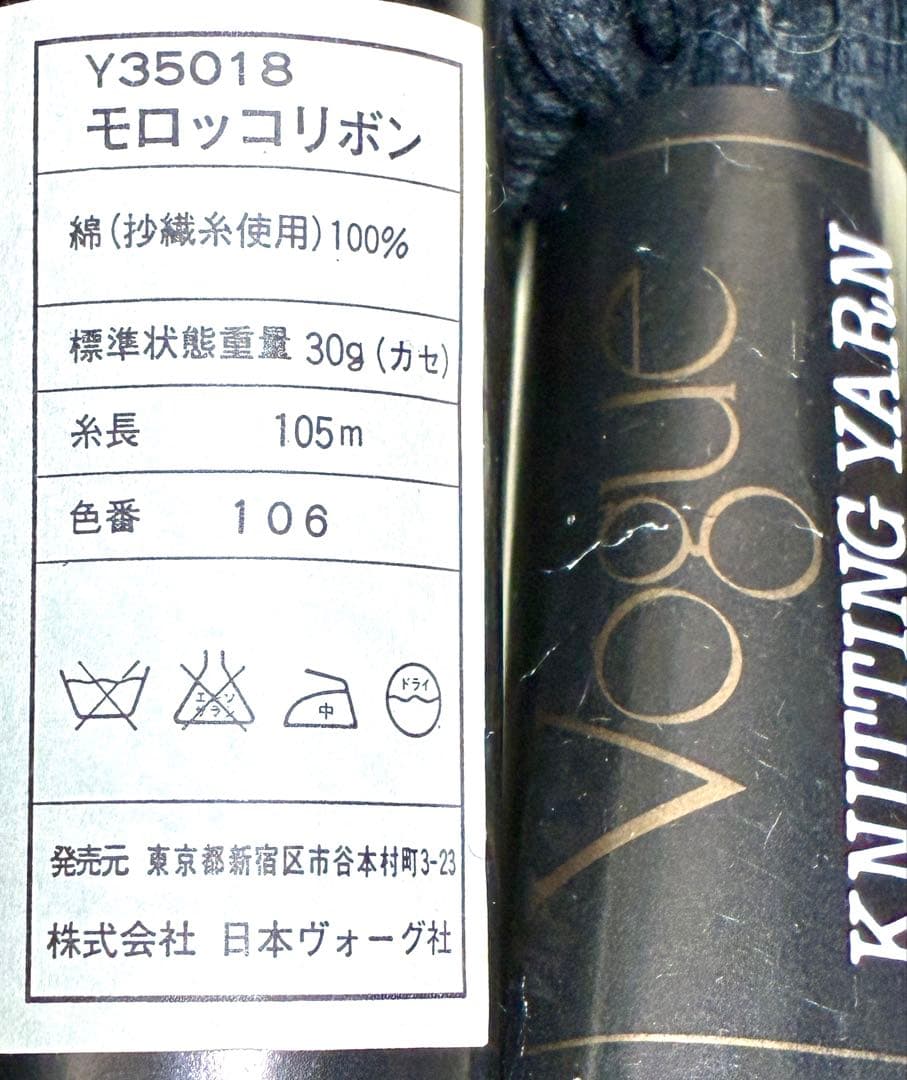 Y35018
モロッコリボン
綿(抄繊糸使用)100%
標準状態重量 30g(カセ)
糸長 105m
色番 106
エンソ
サラシ
中
ドライ
発売元 東京都新宿区市谷本村町3-23
株式会社 日本ヴォーグ社
Vogue
KNITTING YARN